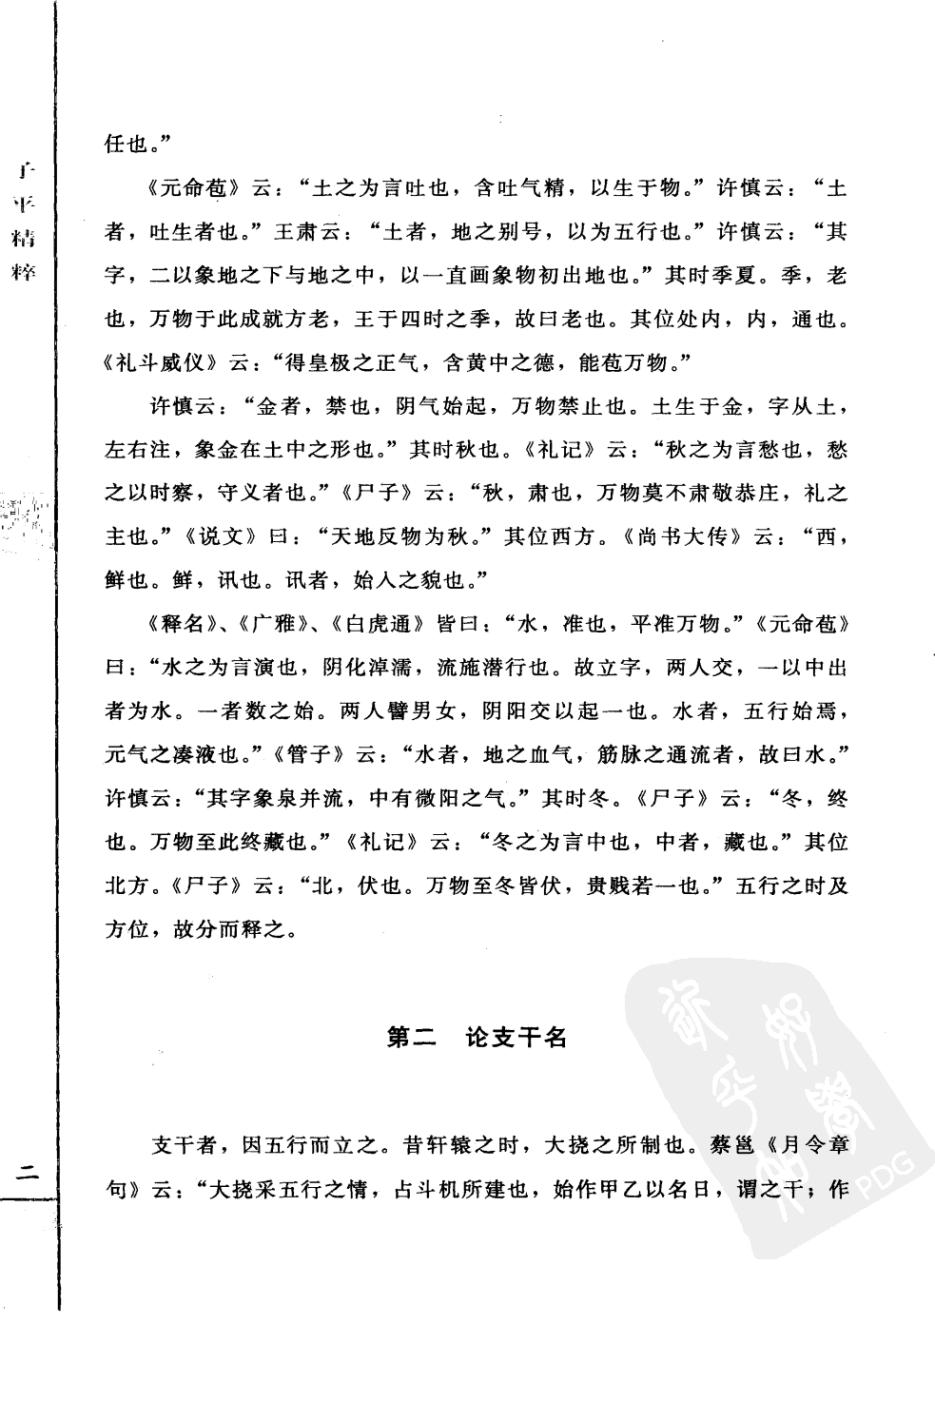 子平精粹
任也。”
《元命苞》云：“土之为言吐也，含吐气精，以生于物。”许慎云：“土
者，吐生者也。”王肃云：“土者，地之别号，以为五行也。”许慎云：“其
字，二以象地之下与地之中，以一直画象物初出地也。”其时季夏。季，老
也，万物于此成就方老，王于四时之季，故曰老也。其位处内，内，通也。
《礼斗威仪》云：“得皇极之正气，含黄中之德，能苞万物。”
许慎云：“金者，禁也，阴气始起，万物禁止也。土生于金，字从土，
左右注，象金在土中之形也。”其时秋也。《礼记》云：“秋之为言愁也，愁
之以时察，守义者也。”《尸子》云：“秋，肃也，万物莫不肃敬恭庄，礼之
主也。”《说文》曰：“天地反物为秋。”其位西方。《尚书大传》云：“西，
鲜也。鲜，讯也。讯者，始入之貌也。”
《释名》、《广雅》、《白虎通》皆曰：“水，准也，平准万物。”《元命苞》
曰：“水之为言演也，阴化淖濡，流施潜行也。故立字，两人交，一以中出
者为水。一者数之始。两人譬男女，阴阳交以起一也。水者，五行始焉，
元气之凑液也。”《管子》云：“水者，地之血气，筋脉之通流者，故曰水。”
许慎云：“其字象泉并流，中有微阳之气。”其时冬。《尸子》云：“冬，终
也。万物至此终藏也。”《礼记》云：“冬之为言中也，中者，藏也。”其位
北方。《尸子》云：“北，伏也。万物至冬皆伏，贵贱若一也。”五行之时及
方位，故分而释之。
第二　论支干名
支干者，因五行而立之。昔轩辕之时，大挠之所制也。蔡邕《月令章
句》云：“大挠采五行之情，占斗机所建也，始作甲乙以名日，谓之干；作
二
PDG